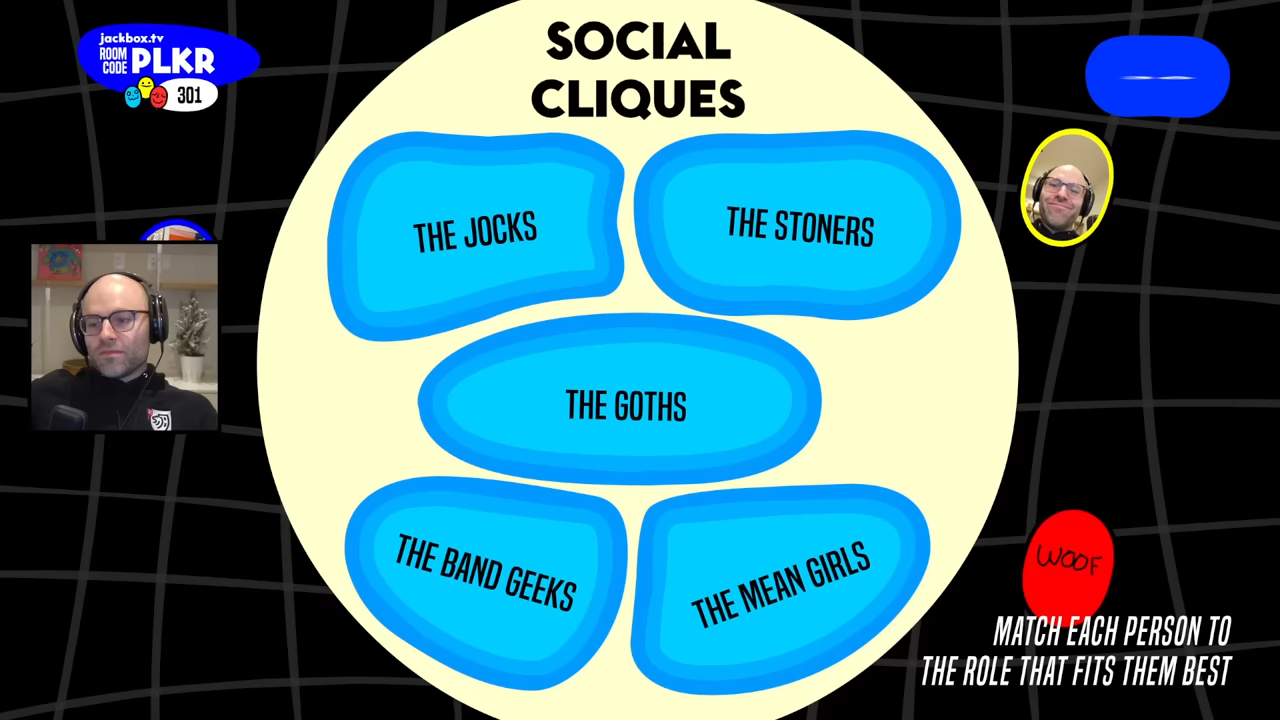 jackbox.tv
ROOM
CODE
PLKR
301
SOCIAL
CLIQUES
THE JOCKS
THE STONERS
THE GOTHS
THE BAND GEEKS
THE MEAN GIRLS
WOOF
MATCH EACH PERSON TO
THE ROLE THAT FITS THEM BEST